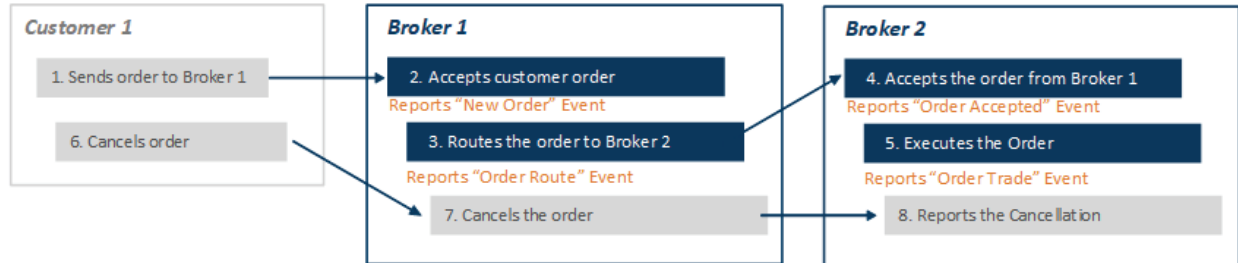 Customer 1
1. Sends order to Broker 1
6. Cancels order
Broker 1
2. Accepts customer order
Reports “New Order” Event
3. Routes the order to Broker 2
Reports “Order Route” Event
7. Cancels the order
Broker 2
4. Accepts the order from Broker 1
Reports “Order Accepted” Event
5. Executes the Order
Reports “Order Trade” Event
8. Reports the Cancellation